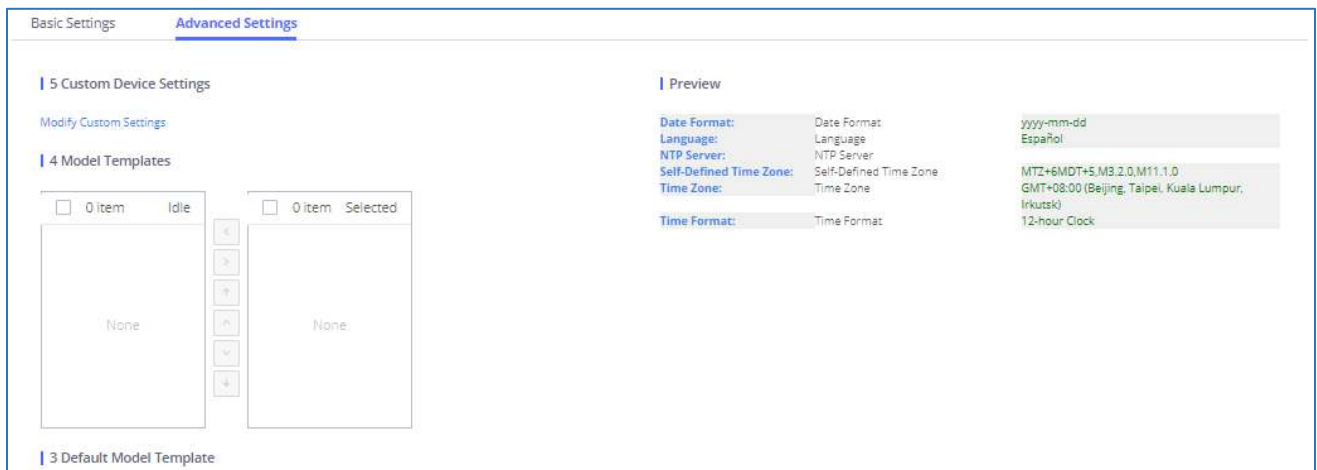 Basic Settings Advanced Settings
5 Custom Device Settings
Modify Custom Settings
4 Model Templates
0 item Idle
0 item Selected
None
None
3 Default Model Template
Preview
Date Format: Date Format yyyy-mm-dd
Language: Language Español
NTP Server: NTP Server
Self-Defined Time Zone: Self-Defined Time Zone MTZ+6MDT+5,M3.2.0,M11.1.0
Time Zone: Time Zone GMT+08:00 (Beijing, Taipei, Kuala Lumpur,
Irkutsk)
Time Format: Time Format 12-hour Clock